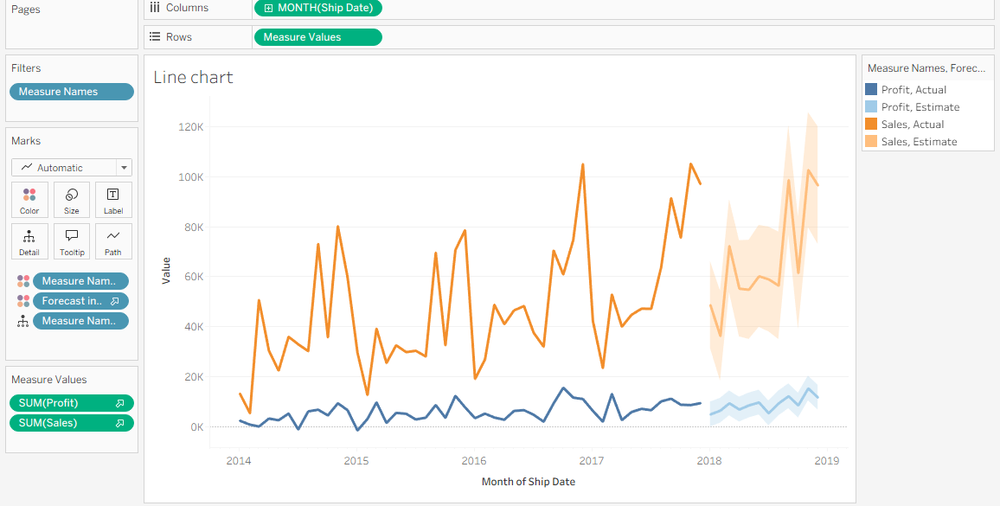 Pages
Columns
MONTH(Ship Date)
Rows
Measure Values
Filters
Measure Names
Marks
Automatic
Color
Size
Label
Detail
Tooltip
Path
Measure Nam..
Forecast in..
Measure Nam..
Measure Values
SUM(Profit)
SUM(Sales)
Line chart
Value
120K
100K
80K
60K
40K
20K
0K
2014 2015 2016 2017 2018 2019
Month of Ship Date
Measure Names, Forec...
Profit, Actual
Profit, Estimate
Sales, Actual
Sales, Estimate